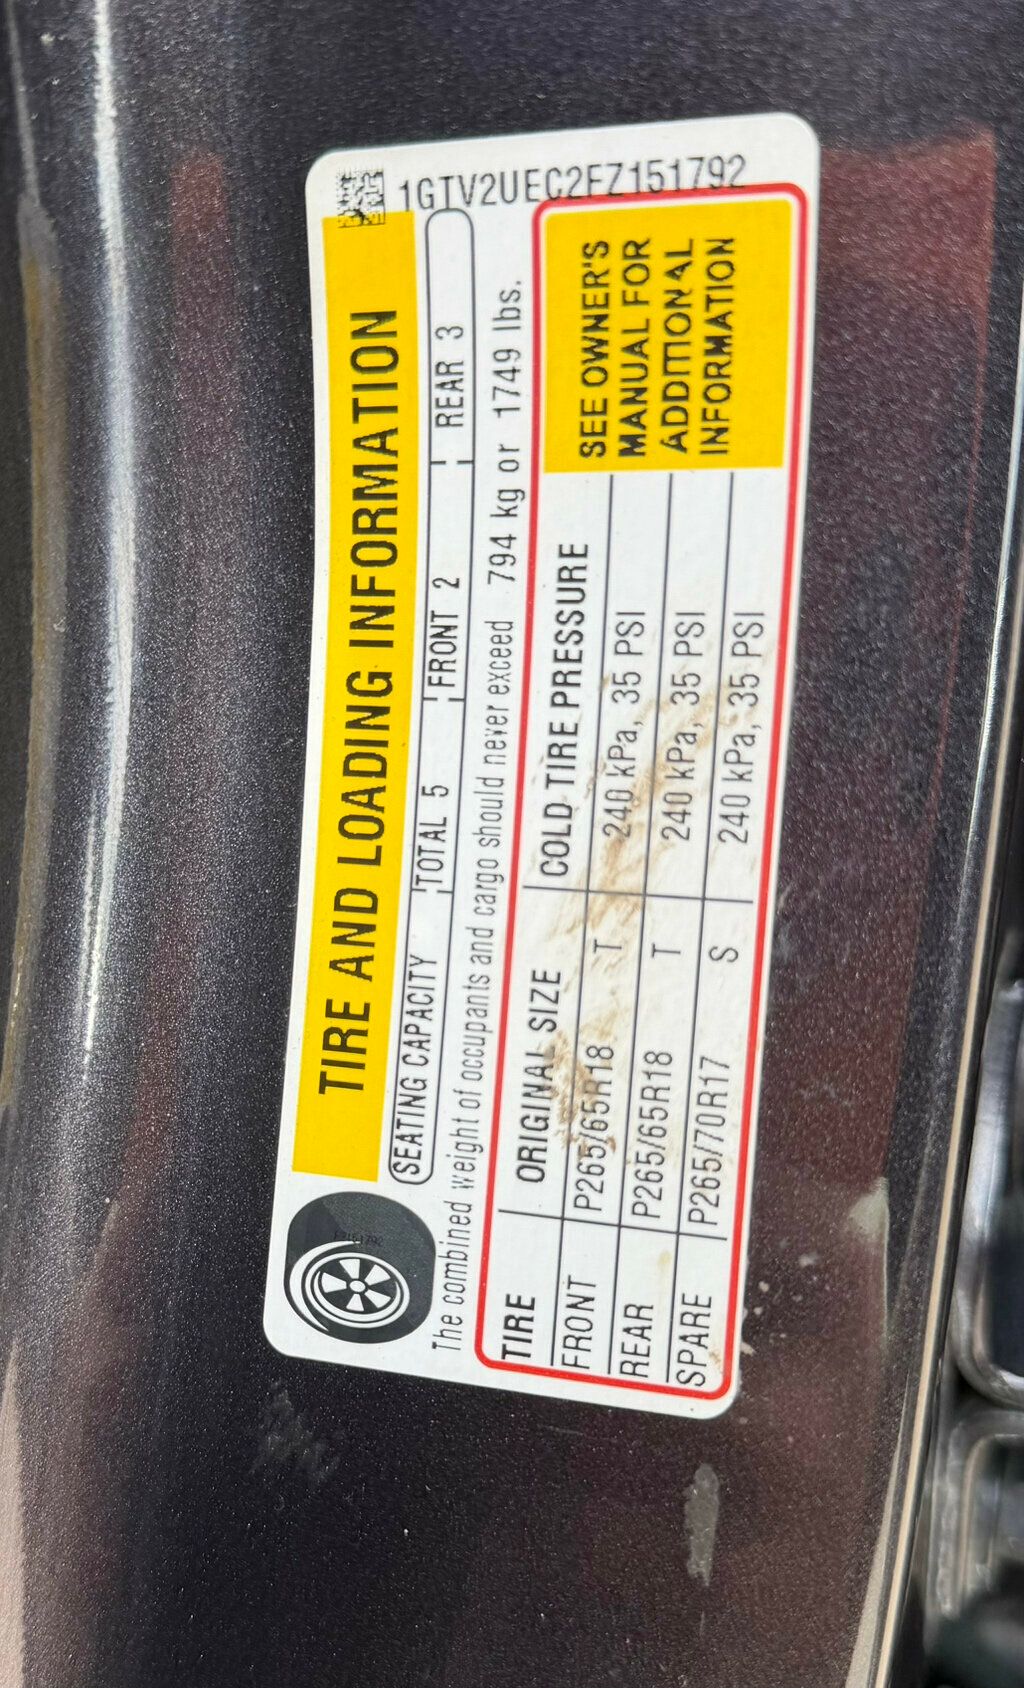 1GTV2UEC2FZ151792
TIRE AND LOADING INFORMATION
SEATING CAPACITY TOTAL 5 FRONT 2 REAR 3
The combined weight of occupants and cargo should never exceed 794 kg or 1749 lbs.
TIRE ORIGINAL SIZE COLD TIRE PRESSURE
FRONT P265/65R18 T 240 kPa, 35 PSI
REAR P265/65R18 T 240 kPa, 35 PSI
SPARE P265/70R17 S 240 kPa, 35 PSI
SEE OWNER'S
MANUAL FOR
ADDITIONAL
INFORMATION